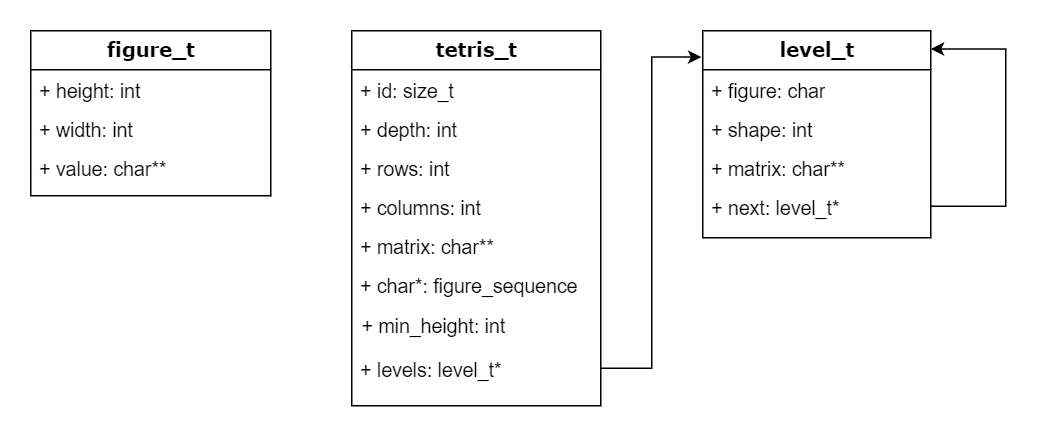 figure_t
+ height: int
+ width: int
+ value: char**
tetris_t
+ id: size_t
+ depth: int
+ rows: int
+ columns: int
+ matrix: char**
+ char*: figure_sequence
+ min_height: int
+ levels: level_t*
level_t
+ figure: char
+ shape: int
+ matrix: char**
+ next: level_t*